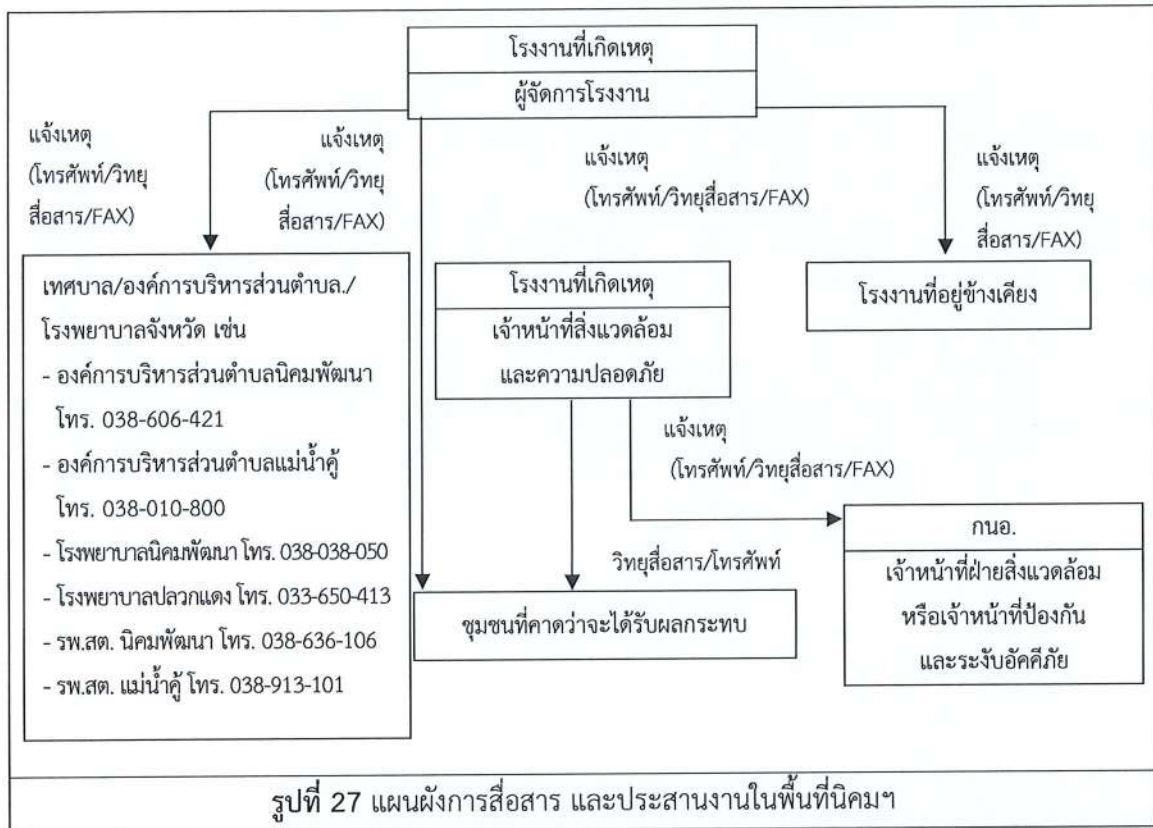 โรงงานที่เกิดเหตุ
ผู้จัดการโรงงาน
แจ้งเหตุ
(โทรศัพท์/วิทยุ
สื่อสาร/FAX)
แจ้งเหตุ
(โทรศัพท์/วิทยุ
สื่อสาร/FAX)
แจ้งเหตุ
(โทรศัพท์/วิทยุสื่อสาร/FAX)
แจ้งเหตุ
(โทรศัพท์/วิทยุ
สื่อสาร/FAX)
เทศบาล/องค์การบริหารส่วนตำบล./
โรงพยาบาลจังหวัด เช่น
- องค์การบริหารส่วนตำบลนิคมพัฒนา
โทร. 038-606-421
- องค์การบริหารส่วนตำบลแม่น้ำคู้
โทร. 038-010-800
- โรงพยาบาลนิคมพัฒนา โทร. 038-038-050
- โรงพยาบาลปลวกแดง โทร. 033-650-413
- รพ.สต. นิคมพัฒนา โทร. 038-636-106
- รพ.สต. แม่น้ำคู้ โทร. 038-913-101
โรงงานที่เกิดเหตุ
เจ้าหน้าที่สิ่งแวดล้อม
และความปลอดภัย
โรงงานที่อยู่ข้างเคียง
แจ้งเหตุ
(โทรศัพท์/วิทยุสื่อสาร/FAX)
วิทยุสื่อสาร/โทรศัพท์
ชุมชนที่คาดว่าจะได้รับผลกระทบ
กนอ.
เจ้าหน้าที่ฝ่ายสิ่งแวดล้อม
หรือเจ้าหน้าที่ป้องกัน
และระงับอัคคีภัย
รูปที่ 27 แผนผังการสื่อสาร และประสานงานในพื้นที่นิคมฯ